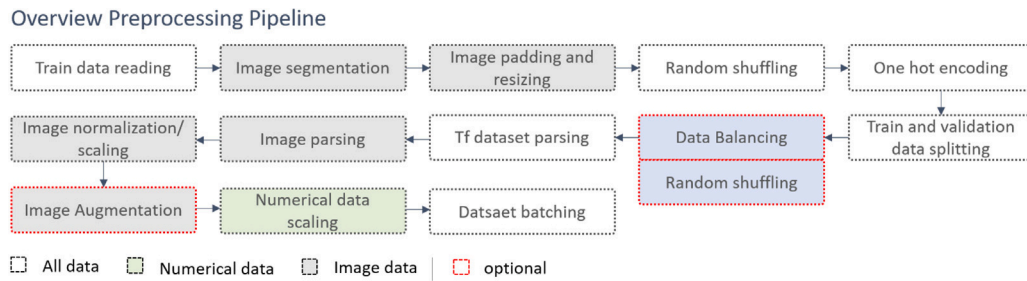 Overview Preprocessing Pipeline
Train data reading
Image segmentation
Image padding and
resizing
Random shuffling
One hot encoding
Image normalization/
scaling
Image parsing
Tf dataset parsing
Data Balancing
Train and validation
data splitting
Random shuffling
Image Augmentation
Numerical data
scaling
Datsaet batching
All data
Numerical data
Image data
optional